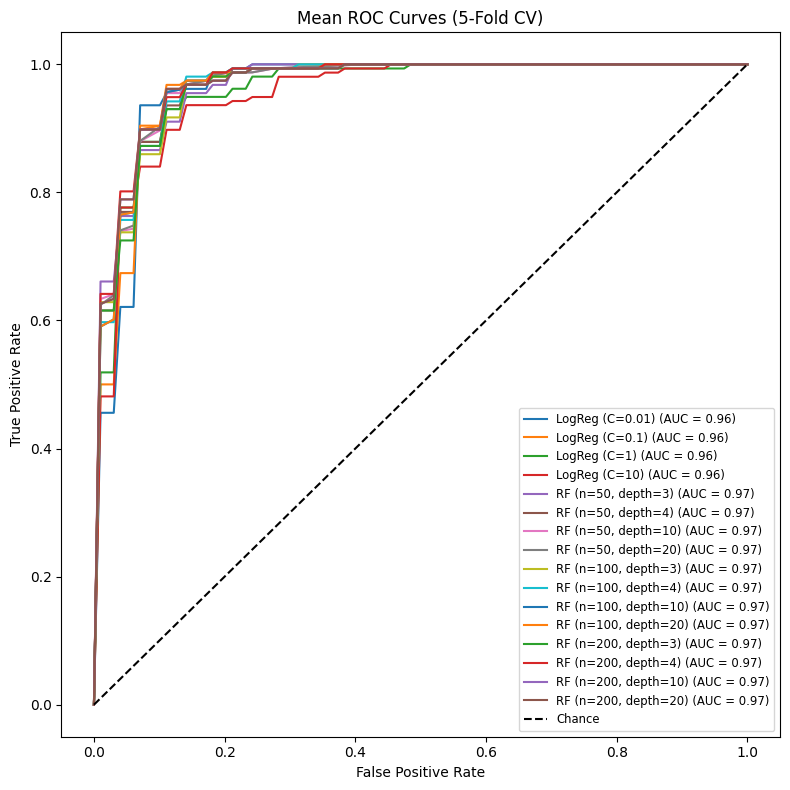 Mean ROC Curves (5-Fold CV)
True Positive Rate
1.0
0.8
0.6
0.4
0.2
0.0
LogReg (C=0.01) (AUC = 0.96)
LogReg (C=0.1) (AUC = 0.96)
LogReg (C=1) (AUC = 0.96)
LogReg (C=10) (AUC = 0.96)
RF (n=50, depth=3) (AUC = 0.97)
RF (n=50, depth=4) (AUC = 0.97)
RF (n=50, depth=10) (AUC = 0.97)
RF (n=50, depth=20) (AUC = 0.97)
RF (n=100, depth=3) (AUC = 0.97)
RF (n=100, depth=4) (AUC = 0.97)
RF (n=100, depth=10) (AUC = 0.97)
RF (n=100, depth=20) (AUC = 0.97)
RF (n=200, depth=3) (AUC = 0.97)
RF (n=200, depth=4) (AUC = 0.97)
RF (n=200, depth=10) (AUC = 0.97)
RF (n=200, depth=20) (AUC = 0.97)
Chance
0.0 0.2 0.4 0.6 0.8 1.0
False Positive Rate